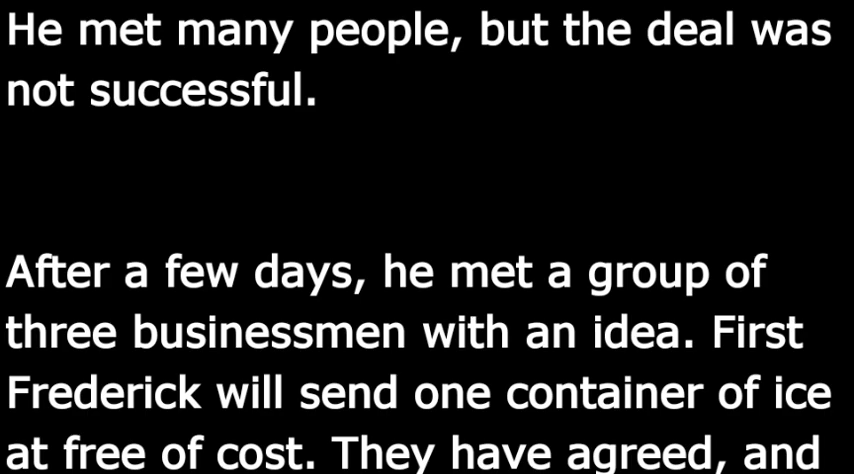 He met many people, but the deal was
not successful.
After a few days, he met a group of
three businessmen with an idea. First
Frederick will send one container of ice
at free of cost. They have agreed, and